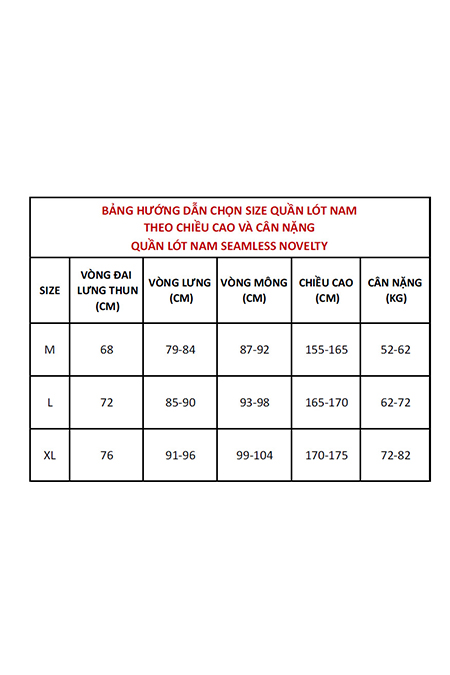 BẢNG HƯỚNG DẪN CHỌN SIZE QUẦN LÓT NAM
THEO CHIỀU CAO VÀ CÂN NẶNG
QUẦN LÓT NAM SEAMLESS NOVELTY
SIZE VÒNG ĐAI LƯNG THUN (CM) VÒNG LƯNG (CM) VÒNG MÔNG (CM) CHIỀU CAO (CM) CÂN NẶNG (KG)
M 68 79-84 87-92 155-165 52-62
L 72 85-90 93-98 165-170 62-72
XL 76 91-96 99-104 170-175 72-82